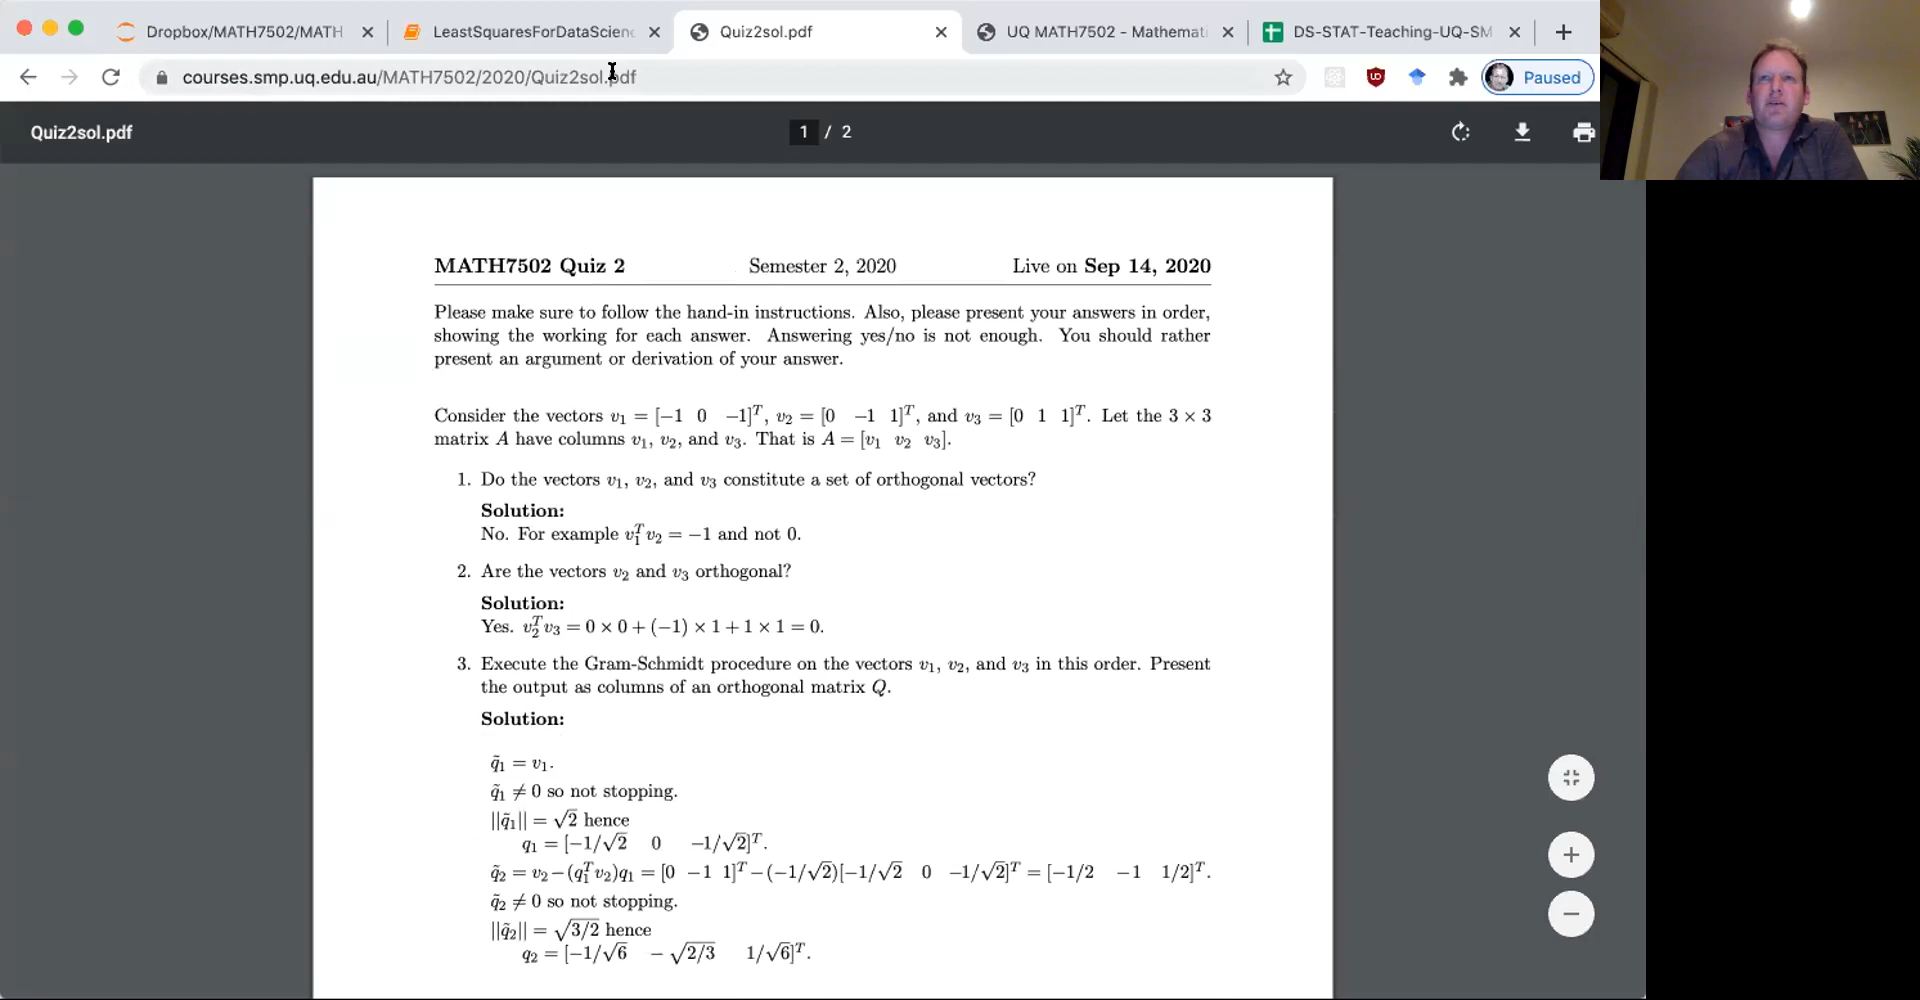 Dropbox/MATH7502/MATH
LeastSquaresForDataScienc
Quiz2sol.pdf
UQ MATH7502 - Mathemati
DS-STAT-Teaching-UQ-SM
courses.smp.uq.edu.au/MATH7502/2020/Quiz2sol.pdf
Paused
Quiz2sol.pdf
1 / 2
MATH7502 Quiz 2 Semester 2, 2020 Live on Sep 14, 2020
Please make sure to follow the hand-in instructions. Also, please present your answers in order,
showing the working for each answer. Answering yes/no is not enough. You should rather
present an argument or derivation of your answer.
Consider the vectors v₁ = [−1 0 −1]ᵀ, v₂ = [0 −1 1]ᵀ, and v₃ = [0 1 1]ᵀ. Let the 3 × 3
matrix A have columns v₁, v₂, and v₃. That is A = [v₁ v₂ v₃].
1. Do the vectors v₁, v₂, and v₃ constitute a set of orthogonal vectors?
Solution:
No. For example v₁ᵀv₂ = −1 and not 0.
2. Are the vectors v₂ and v₃ orthogonal?
Solution:
Yes. v₂ᵀv₃ = 0 × 0 + (−1) × 1 + 1 × 1 = 0.
3. Execute the Gram-Schmidt procedure on the vectors v₁, v₂, and v₃ in this order. Present
the output as columns of an orthogonal matrix Q.
Solution:
q̃₁ = v₁.
q̃₁ ≠ 0 so not stopping.
||q̃₁|| = √2 hence
q₁ = [−1/√2 0 −1/√2]ᵀ.
q̃₂ = v₂−(q₁ᵀv₂)q₁ = [0 −1 1]ᵀ−(−1/√2)[−1/√2 0 −1/√2]ᵀ = [−1/2 −1 1/2]ᵀ.
q̃₂ ≠ 0 so not stopping.
||q̃₂|| = √(3/2) hence
q₂ = [−1/√6 −√(2/3) 1/√6]ᵀ.